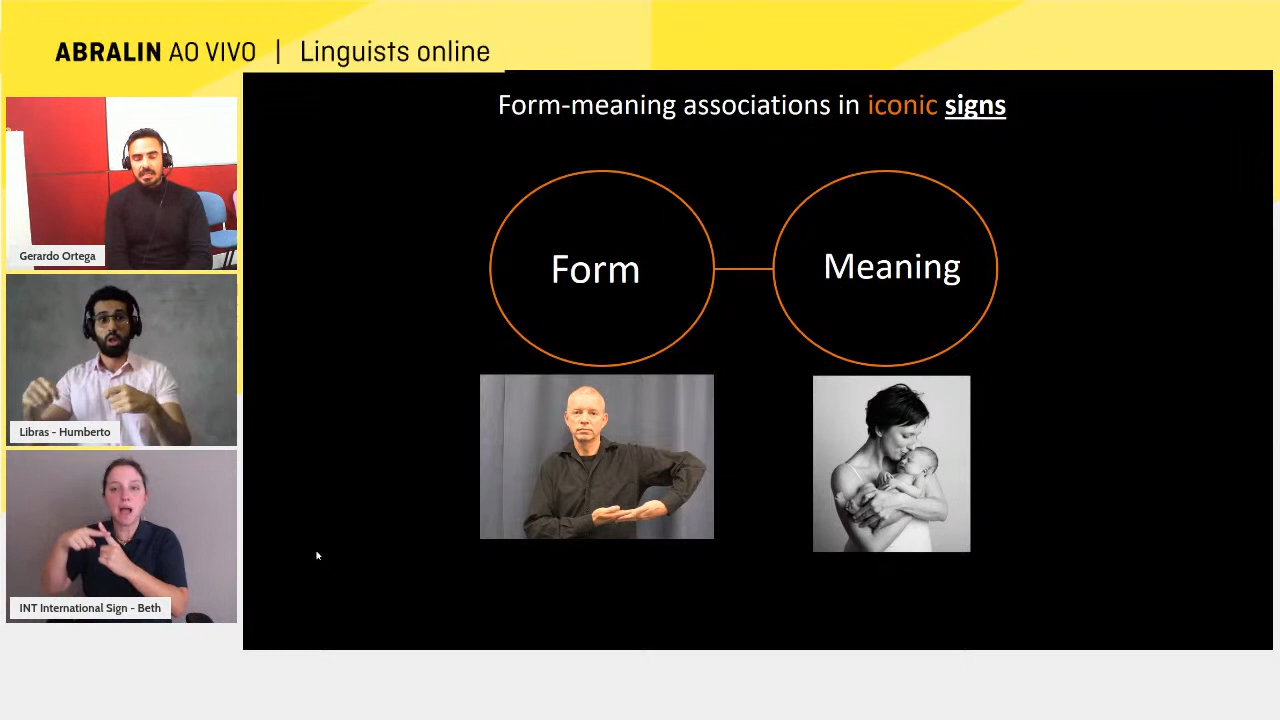 ABRALIN AO VIVO | Linguists online
Form-meaning associations in iconic signs
Form
Meaning
Gerardo Ortega
Libras - Humberto
INT International Sign - Beth